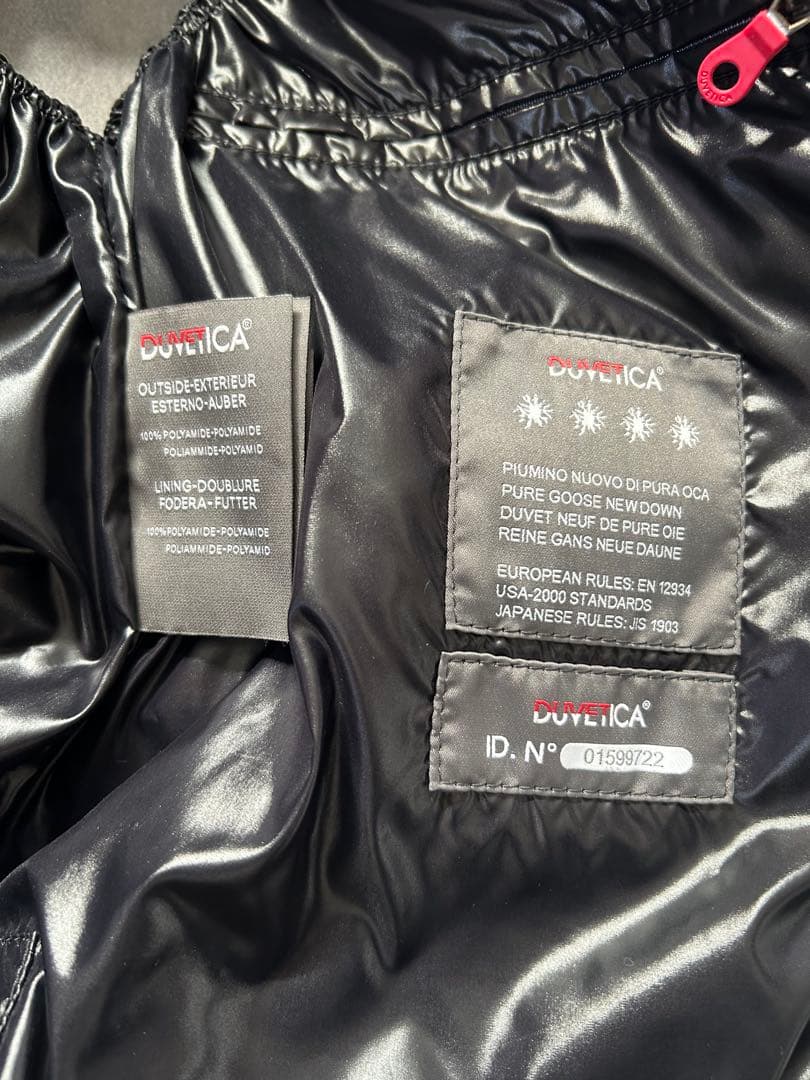 DUVETICA
DUVETICA®
OUTSIDE-EXTERIEUR
ESTERNO-AUBER
100% POLYAMIDE-POLYAMIDE
POLIAMMIDE-POLYAMID
LINING-DOUBLURE
FODERA-FUTTER
100% POLYAMIDE-POLYAMIDE
POLIAMMIDE-POLYAMID
DUVETICA®
PIUMINO NUOVO DI PURA OCA
PURE GOOSE NEW DOWN
DUVET NEUF DE PURE OIE
REINE GANS NEUE DAUNE
EUROPEAN RULES: EN 12934
USA-2000 STANDARDS
JAPANESE RULES: JIS 1903
DUVETICA®
ID. N° 01599722